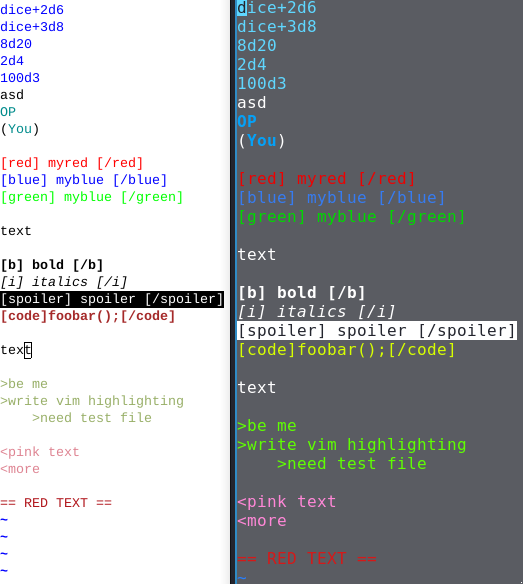 dice+2d6
dice+3d8
8d20
2d4
100d3
asd
OP
(You)
[red] myred [/red]
[blue] myblue [/blue]
[green] myblue [/green]
text
[b] bold [/b]
[i] italics [/i]
[spoiler] spoiler [/spoiler]
[code]foobar();[/code]
text
>be me
>write vim highlighting
    >need test file
<pink text
<more
== RED TEXT ==
~
~
~
~
dice+2d6
dice+3d8
8d20
2d4
100d3
asd
OP
(You)
[red] myred [/red]
[blue] myblue [/blue]
[green] myblue [/green]
text
[b] bold [/b]
[i] italics [/i]
[spoiler] spoiler [/spoiler]
[code]foobar();[/code]
text
>be me
>write vim highlighting
    >need test file
<pink text
<more
== RED TEXT ==
~